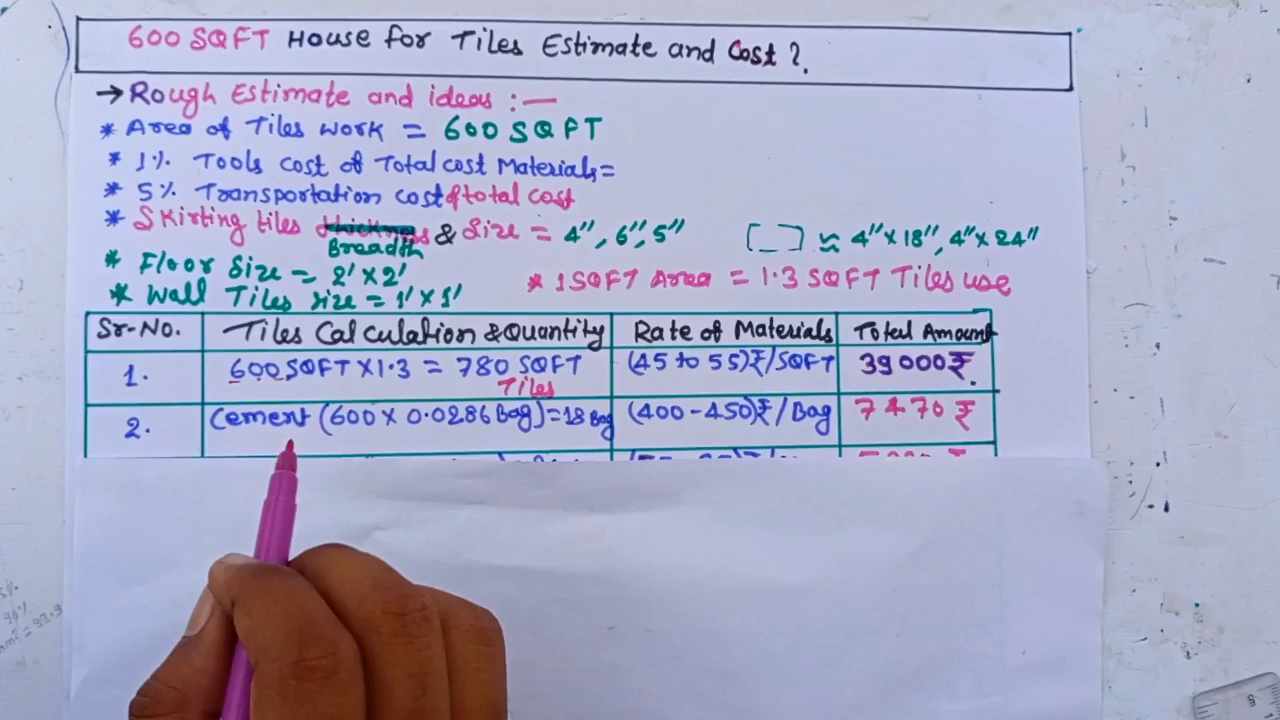 600 SQFT House for Tiles Estimate and Cost ?
→ Rough Estimate and ideas :—
* Area of Tiles work = 600 SQFT
* 1% Tools cost of Total cost Materials=
* 5% Transportation cost of total cost
* Skirting tiles Breadth & Size = 4", 6", 5" [_] ≈ 4"x18", 4"x24"
* Floor Size = 2'x2' * 1SQFT Area = 1.3 SQFT Tiles use
* Wall Tiles size = 1'x1'
Sr-No. Tiles Calculation & Quantity Rate of Materials Total Amount
1. 600 SQFT x 1.3 = 780 SQFT Tiles (45 to 55)₹/SQFT 39000₹
2. Cement (600 x 0.0286 Bag) = 18 Bag (400-450)₹/Bag 7470 ₹